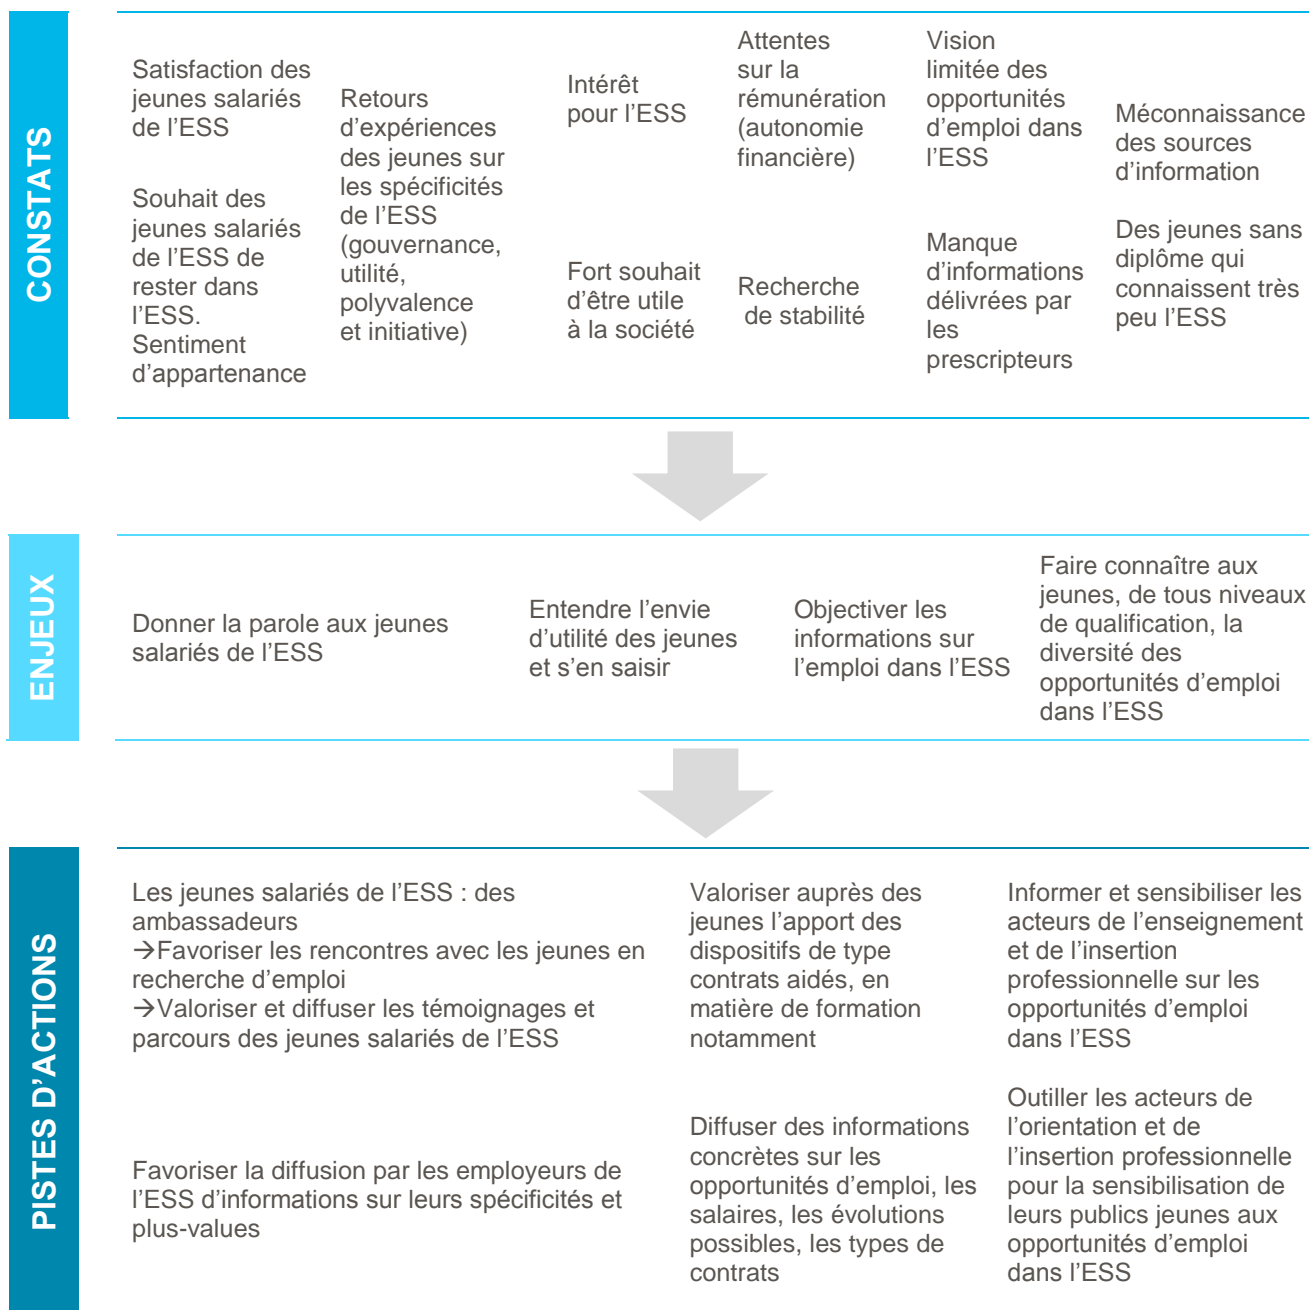 CONSTATS
Satisfaction des
jeunes salariés
de l’ESS
Souhait des
jeunes salariés
de l’ESS de
rester dans
l’ESS.
Sentiment
d’appartenance
Retours
d’expériences
des jeunes sur
les spécificités
de l’ESS
(gouvernance,
utilité,
polyvalence
et initiative)
Intérêt
pour l’ESS
Fort souhait
d’être utile
à la société
Attentes
sur la
rémunération
(autonomie
financière)
Recherche
de stabilité
Vision
limitée des
opportunités
d’emploi dans
l’ESS
Manque
d’informations
délivrées par
les
prescripteurs
Méconnaissance
des sources
d’information
Des jeunes sans
diplôme qui
connaissent très
peu l’ESS
ENJEUX
Donner la parole aux jeunes
salariés de l’ESS
Entendre l’envie
d’utilité des jeunes
et s’en saisir
Objectiver les
informations sur
l’emploi dans l’ESS
Faire connaître aux
jeunes, de tous niveaux
de qualification, la
diversité des
opportunités d’emploi
dans l’ESS
PISTES D’ACTIONS
Les jeunes salariés de l’ESS : des
ambassadeurs
→Favoriser les rencontres avec les jeunes en
recherche d’emploi
→Valoriser et diffuser les témoignages et
parcours des jeunes salariés de l’ESS
Favoriser la diffusion par les employeurs de
l’ESS d’informations sur leurs spécificités et
plus-values
Valoriser auprès des
jeunes l’apport des
dispositifs de type
contrats aidés, en
matière de formation
notamment
Diffuser des informations
concrètes sur les
opportunités d’emploi, les
salaires, les évolutions
possibles, les types de
contrats
Informer et sensibiliser les
acteurs de l’enseignement
et de l’insertion
professionnelle sur les
opportunités d’emploi
dans l’ESS
Outiller les acteurs de
l’orientation et de
l’insertion professionnelle
pour la sensibilisation de
leurs publics jeunes aux
opportunités d’emploi
dans l’ESS